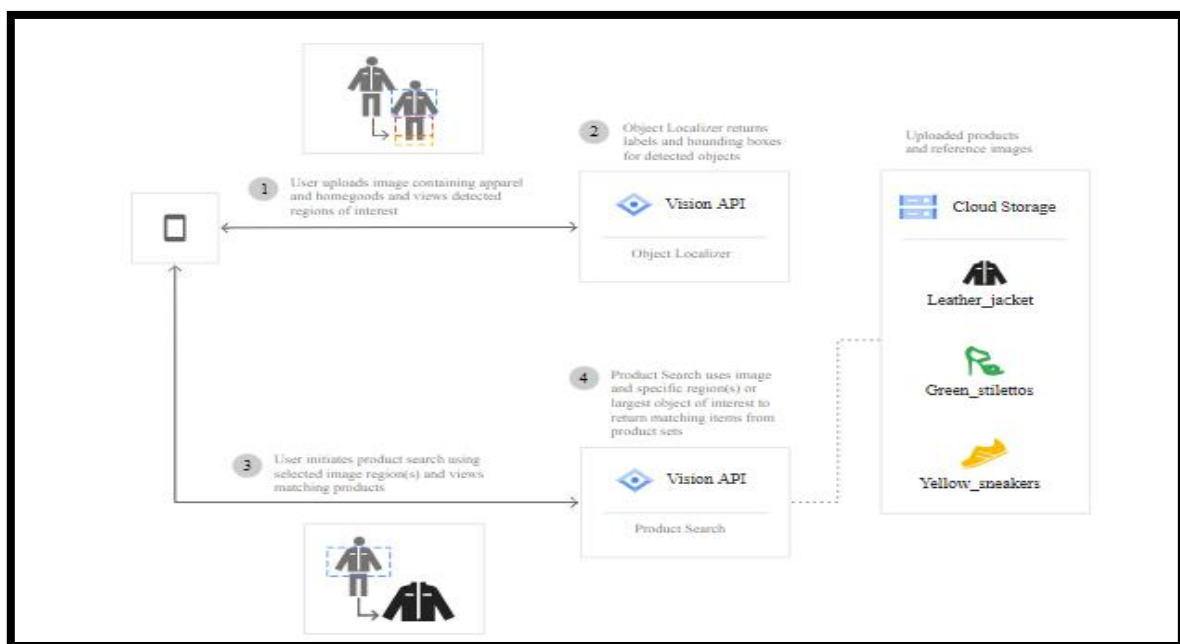 1
User uploads image containing apparel
and homegoods and views detected
regions of interest
2
Object Localizer returns
labels and bounding boxes
for detected objects
Vision API
Object Localizer
Uploaded products
and reference images
Cloud Storage
Leather_jacket
Green_stilettos
Yellow_sneakers
3
User initiates product search using
selected image region(s) and views
matching products
4
Product Search uses image
and specific region(s) or
largest object of interest to
return matching items from
product sets
Vision API
Product Search